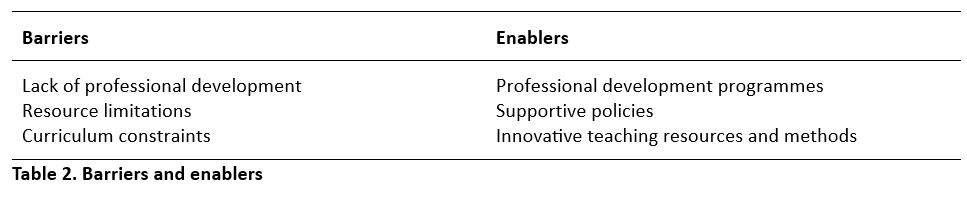 Barriers Enablers
Lack of professional development Professional development programmes
Resource limitations Supportive policies
Curriculum constraints Innovative teaching resources and methods
Table 2. Barriers and enablers